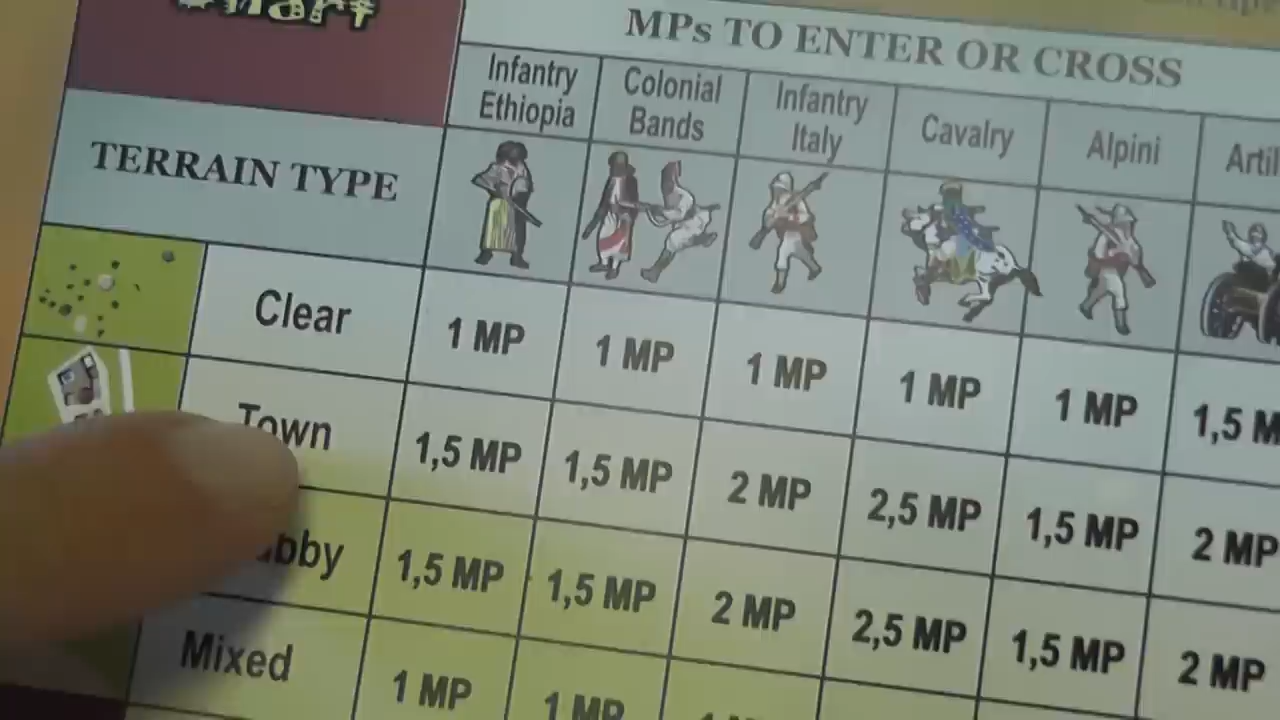 Chart
MPs TO ENTER OR CROSS
TERRAIN TYPE
Infantry Ethiopia
Colonial Bands
Infantry Italy
Cavalry
Alpini
Clear
1 MP
1 MP
1 MP
1 MP
1 MP
1,5 M
Town
1,5 MP
1,5 MP
2 MP
2,5 MP
1,5 MP
2 MP
1,5 MP
1,5 MP
2 MP
2,5 MP
1,5 MP
2 MP
Mixed
1 MP
1 MP